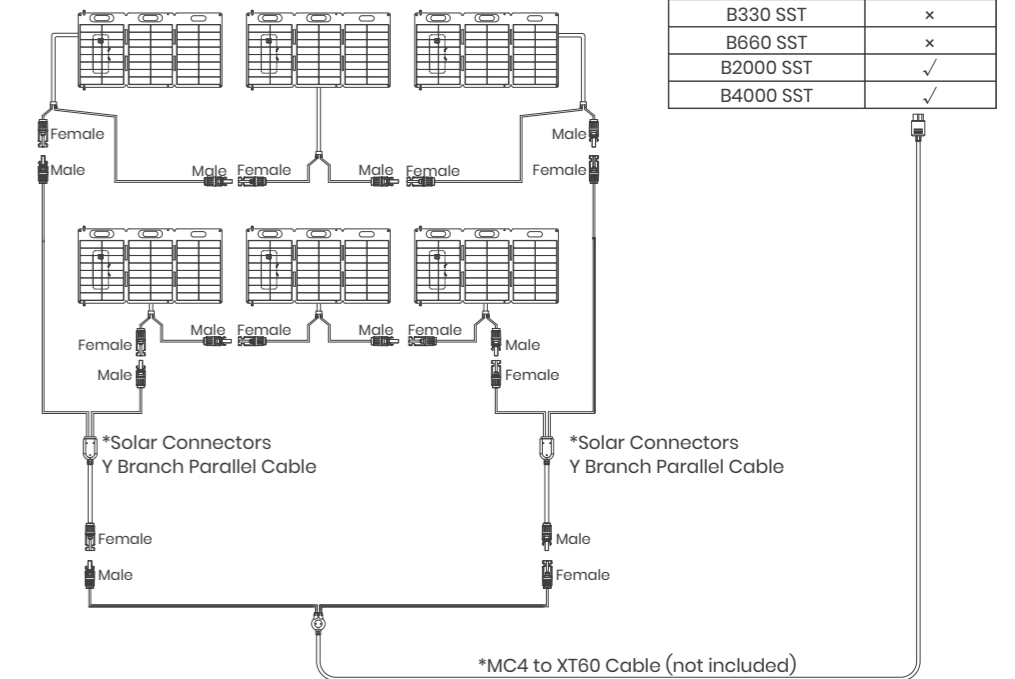 B330 SST ×
B660 SST ×
B2000 SST √
B4000 SST √
Female Male
Male Male Female Male Female Female
Male Female Male Female
Female Male
Male Female
*Solar Connectors *Solar Connectors
Y Branch Parallel Cable Y Branch Parallel Cable
Female Male
Male Female
*MC4 to XT60 Cable (not included)